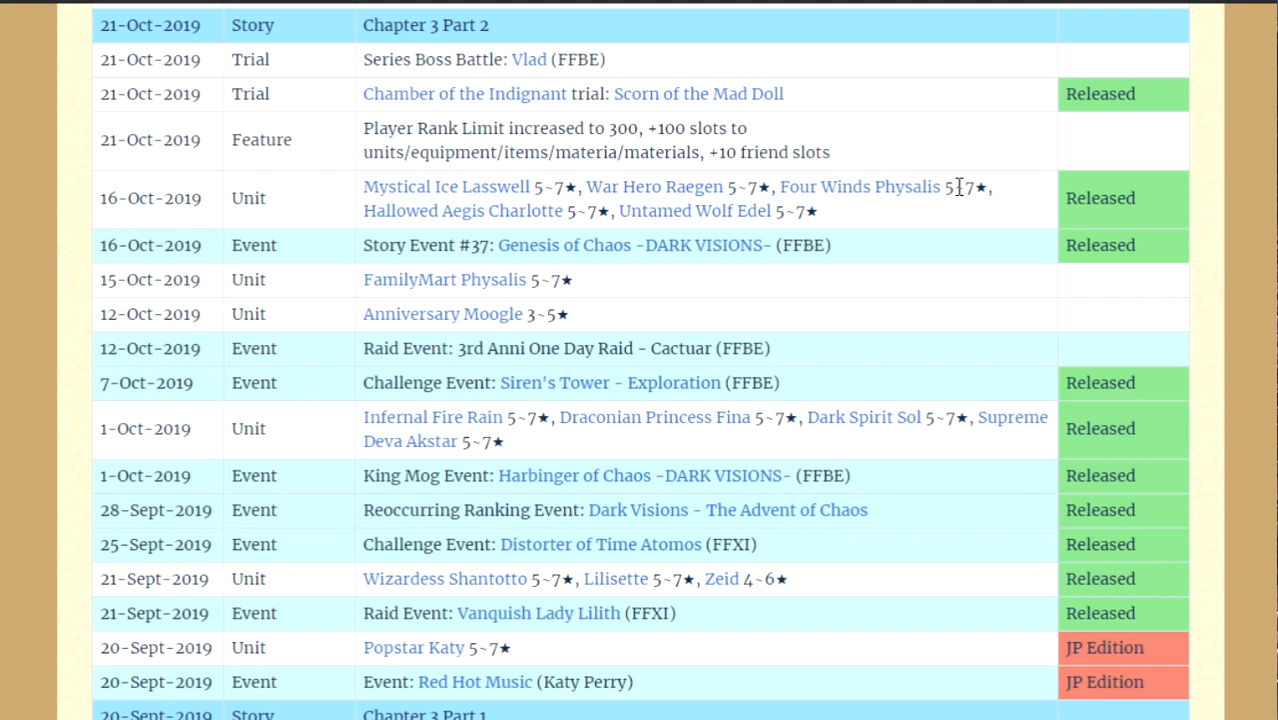 21-Oct-2019 Story Chapter 3 Part 2
21-Oct-2019 Trial Series Boss Battle: Vlad (FFBE)
21-Oct-2019 Trial Chamber of the Indignant trial: Scorn of the Mad Doll Released
21-Oct-2019 Feature Player Rank Limit increased to 300, +100 slots to
units/equipment/items/materia/materials, +10 friend slots
16-Oct-2019 Unit Mystical Ice Lasswell 5~7★, War Hero Raegen 5~7★, Four Winds Physalis 5~7★, Released
Hallowed Aegis Charlotte 5~7★, Untamed Wolf Edel 5~7★
16-Oct-2019 Event Story Event #37: Genesis of Chaos -DARK VISIONS- (FFBE) Released
15-Oct-2019 Unit FamilyMart Physalis 5~7★
12-Oct-2019 Unit Anniversary Moogle 3~5★
12-Oct-2019 Event Raid Event: 3rd Anni One Day Raid - Cactuar (FFBE)
7-Oct-2019 Event Challenge Event: Siren's Tower - Exploration (FFBE) Released
1-Oct-2019 Unit Infernal Fire Rain 5~7★, Draconian Princess Fina 5~7★, Dark Spirit Sol 5~7★, Supreme Released
Deva Akstar 5~7★
1-Oct-2019 Event King Mog Event: Harbinger of Chaos -DARK VISIONS- (FFBE) Released
28-Sept-2019 Event Reoccurring Ranking Event: Dark Visions - The Advent of Chaos Released
25-Sept-2019 Event Challenge Event: Distorter of Time Atomos (FFXI) Released
21-Sept-2019 Unit Wizardess Shantotto 5~7★, Lilisette 5~7★, Zeid 4~6★ Released
21-Sept-2019 Event Raid Event: Vanquish Lady Lilith (FFXI) Released
20-Sept-2019 Unit Popstar Katy 5~7★ JP Edition
20-Sept-2019 Event Event: Red Hot Music (Katy Perry) JP Edition
20-Sept-2019 Story Chapter 3 Part 1